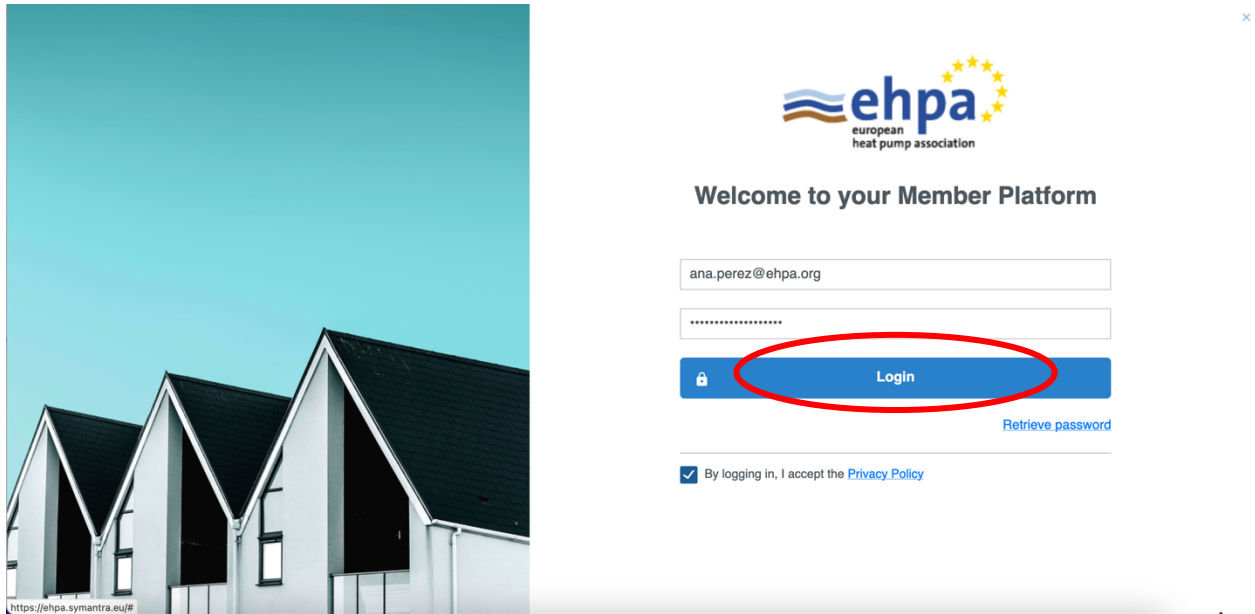 ×
ehpa
european
heat pump association
Welcome to your Member Platform
ana.perez@ehpa.org
•••••••••••••••••••
Login
Retrieve password
By logging in, I accept the Privacy Policy
https://ehpa.symantra.eu/#